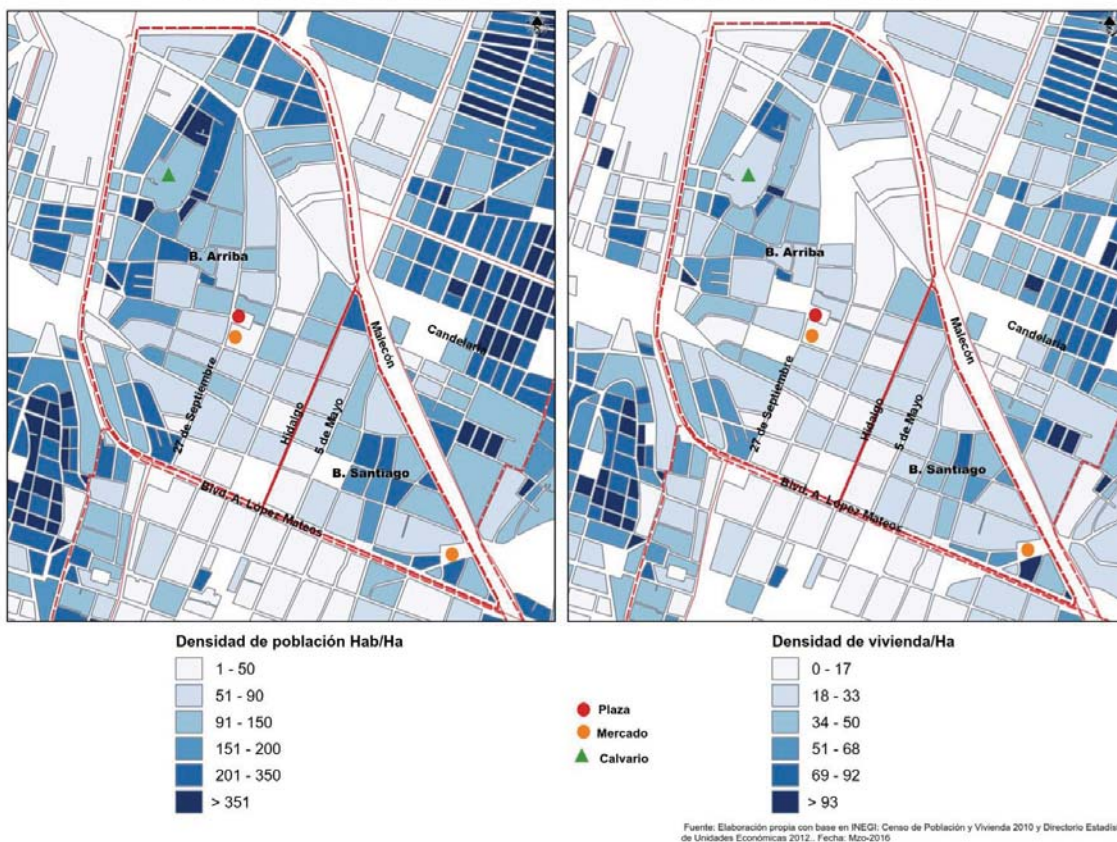 B. Arriba
27 de Septiembre
Hidalgo
5 de Mayo
Malecón
Candelaria
B. Santiago
Blvd. A. López Mateos
B. Arriba
27 de Septiembre
Hidalgo
5 de Mayo
Malecón
Candelaria
B. Santiago
Blvd. A. López Mateos
Densidad de población Hab/Ha
1 - 50
51 - 90
91 - 150
151 - 200
201 - 350
> 351
Plaza
Mercado
Calvario
Densidad de vivienda/Ha
0 - 17
18 - 33
34 - 50
51 - 68
69 - 92
> 93
Fuente: Elaboración propia con base en INEGI: Censo de Población y Vivienda 2010 y Directorio Estadís
de Unidades Económicas 2012.. Fecha: Mzo-2016